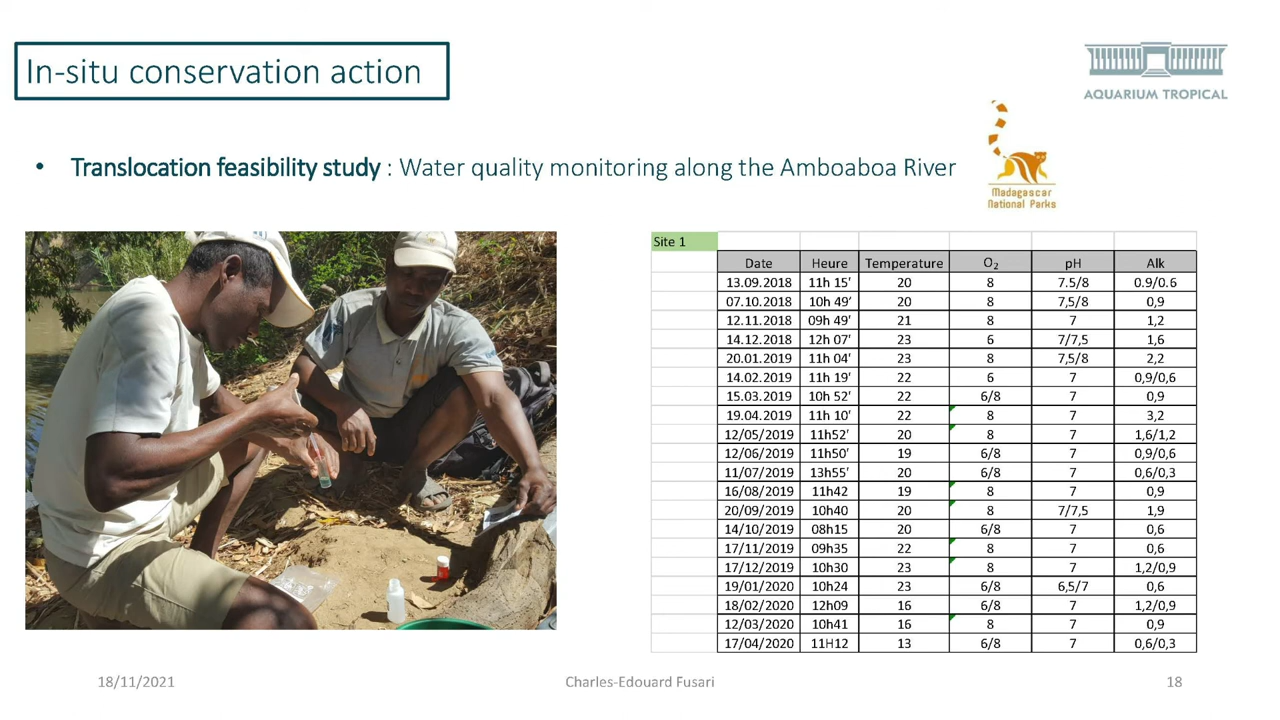 In-situ conservation action
AQUARIUM TROPICAL
• Translocation feasibility study : Water quality monitoring along the Amboaboa River
Madagascar
National Parks
Site 1
Date Heure Temperature O2 pH Alk
13.09.2018 11h 15' 20 8 7.5/8 0.9/0.6
07.10.2018 10h 49' 20 8 7,5/8 0,9
12.11.2018 09h 49' 21 8 7 1,2
14.12.2018 12h 07' 23 6 7/7,5 1,6
20.01.2019 11h 04' 23 8 7,5/8 2,2
14.02.2019 11h 19' 22 6 7 0,9/0,6
15.03.2019 10h 52' 22 6/8 7 0,9
19.04.2019 11h 10' 22 8 7 3,2
12/05/2019 11h52' 20 8 7 1,6/1,2
12/06/2019 11h50' 19 6/8 7 0,9/0,6
11/07/2019 13h55' 20 6/8 7 0,6/0,3
16/08/2019 11h42 19 8 7 0,9
20/09/2019 10h40 20 8 7/7,5 1,9
14/10/2019 08h15 20 6/8 7 0,6
17/11/2019 09h35 22 8 7 0,6
17/12/2019 10h30 23 8 7 1,2/0,9
19/01/2020 10h24 23 6/8 6,5/7 0,6
18/02/2020 12h09 16 6/8 7 1,2/0,9
12/03/2020 10h41 16 8 7 0,9
17/04/2020 11H12 13 6/8 7 0,6/0,3
18/11/2021 Charles-Edouard Fusari 18